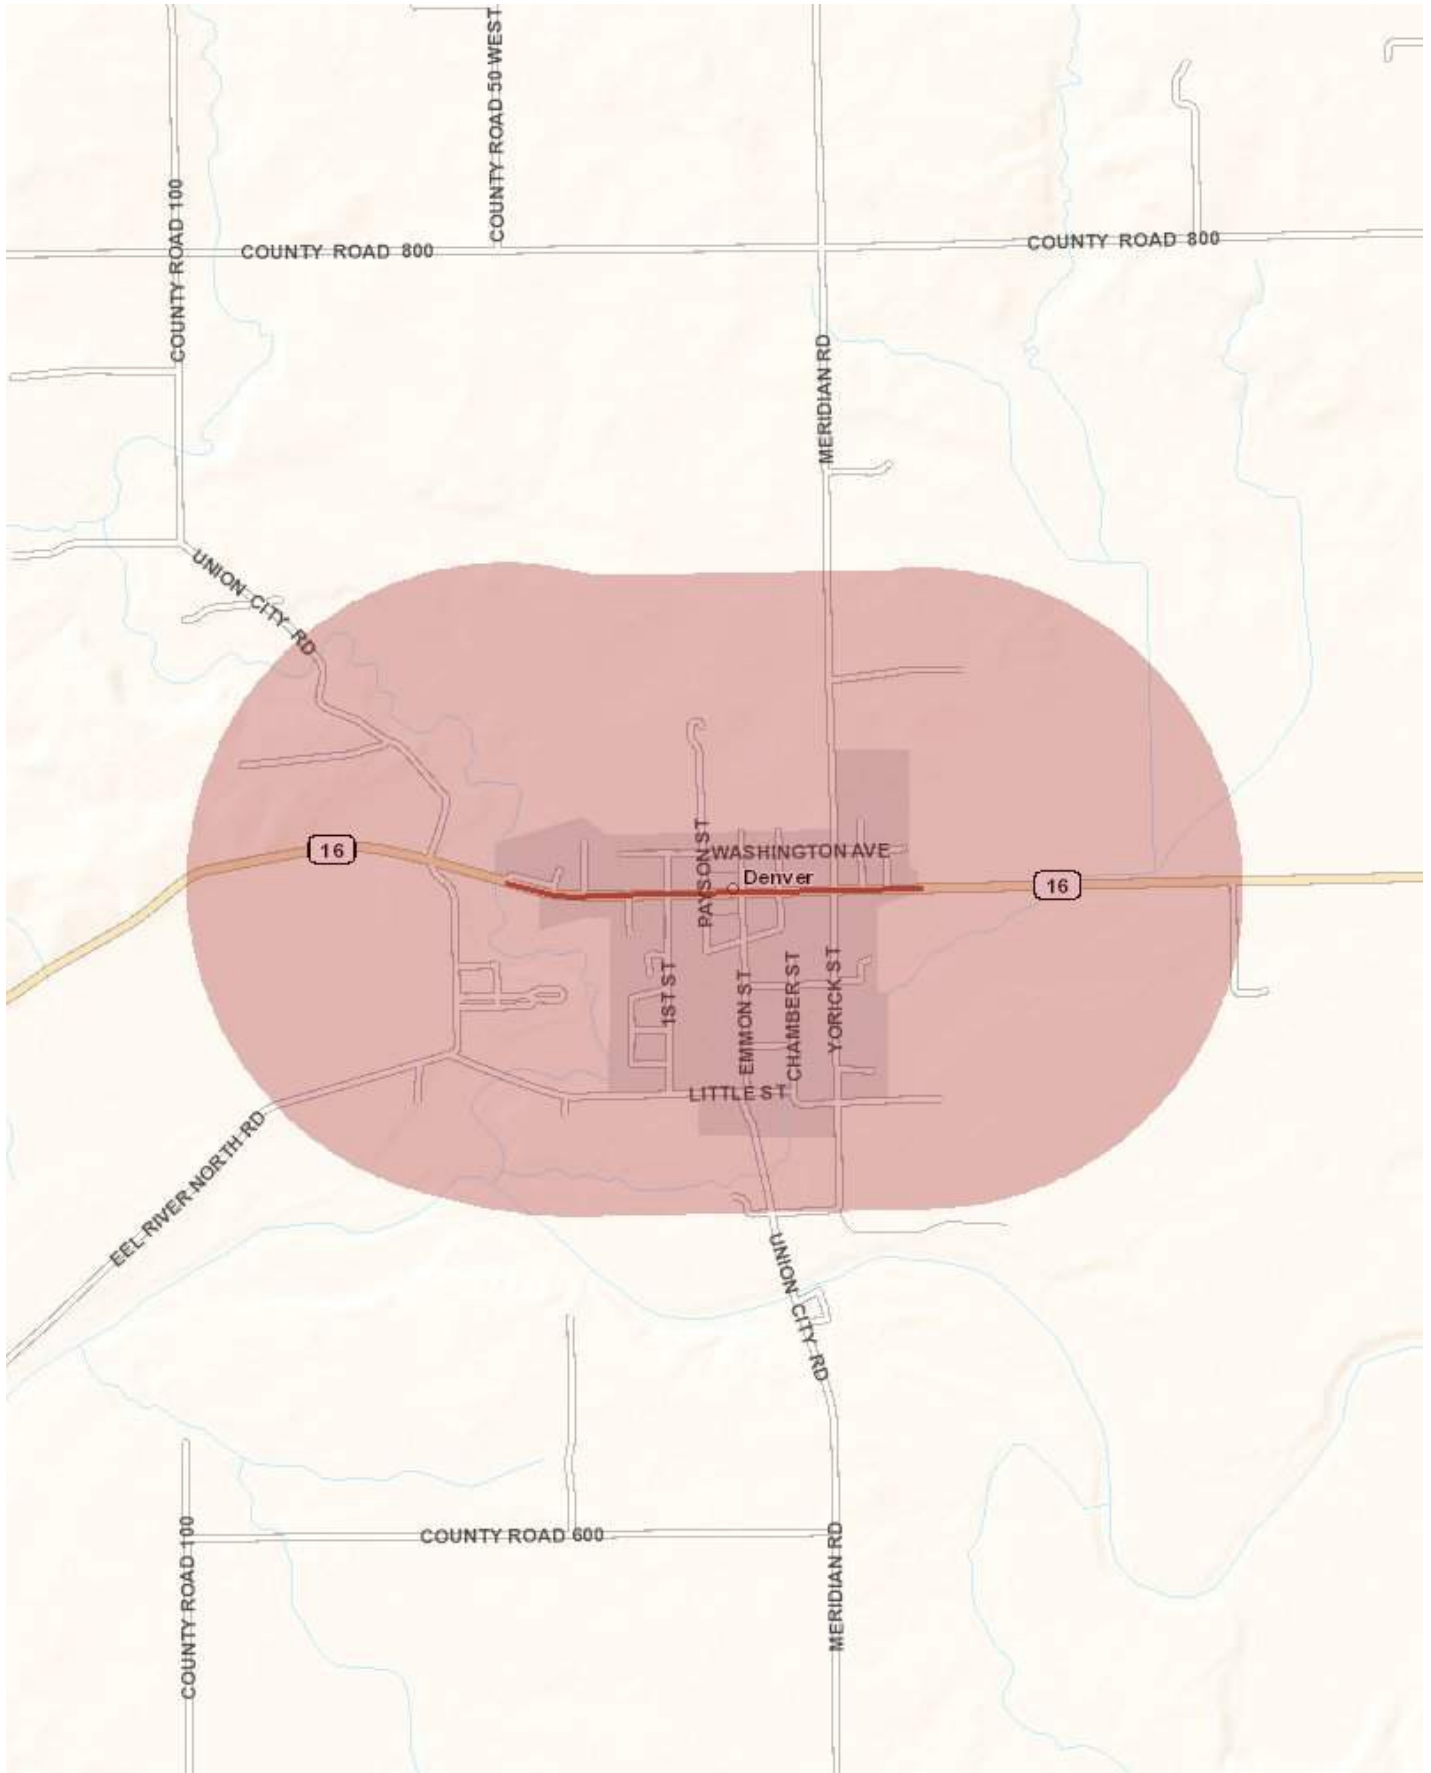 COUNTY ROAD 50 WEST
COUNTY ROAD 100
COUNTY ROAD 800
COUNTY ROAD 800
MERIDIAN RD
UNION CITY RD
16
PAYSON ST
WASHINGTON AVE
Denver
16
1ST ST
EMMON ST
CHAMBER ST
YORICK ST
LITTLE ST
EEL RIVER NORTH RD
UNION CITY RD
COUNTY ROAD 600
COUNTY ROAD 100
MERIDIAN RD